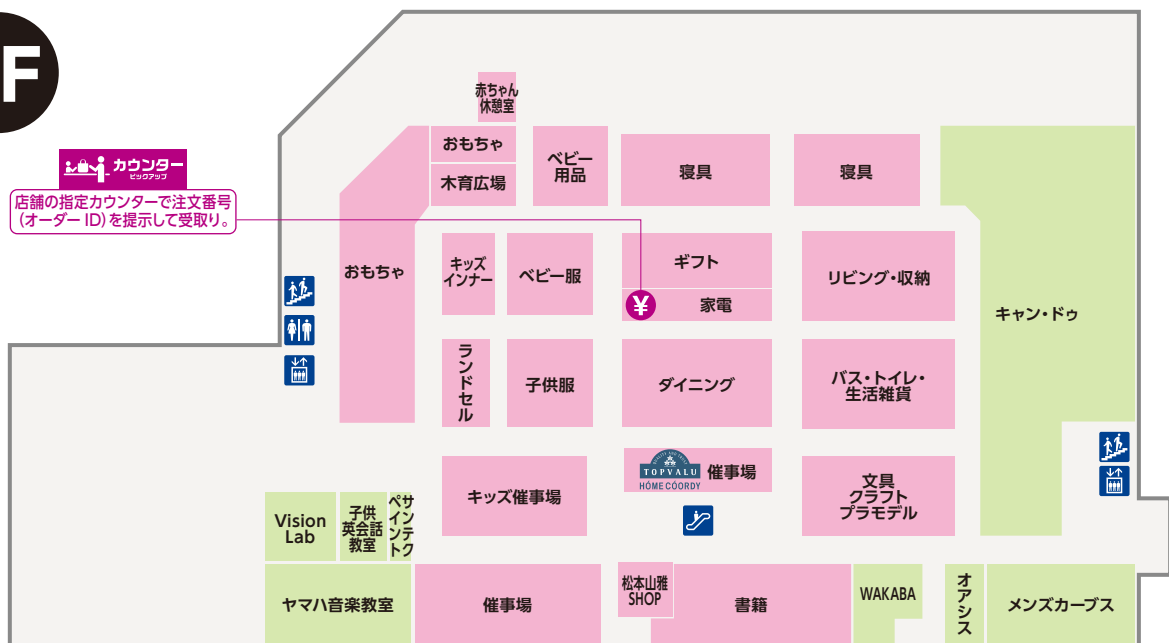 F
赤ちゃん
休憩室
カウンター
ピックアップ
店舗の指定カウンターで注文番号
(オーダー ID)を提示して受取り。
おもちゃ
木育広場
ベビー
用品
寝具
寝具
おもちゃ
キッズ
インナー
ベビー服
ギフト
¥
家電
リビング・収納
キャン・ドゥ
ランドセル
子供服
ダイニング
バス・トイレ・
生活雑貨
キッズ催事場
TOPVALU
HOME COORDY
催事場
文具
クラフト
プラモデル
Vision
Lab
子供
英会話
教室
サインテク
ペイント
ヤマハ音楽教室
催事場
松本山雅
SHOP
書籍
WAKABA
オアシス
メンズカーブス